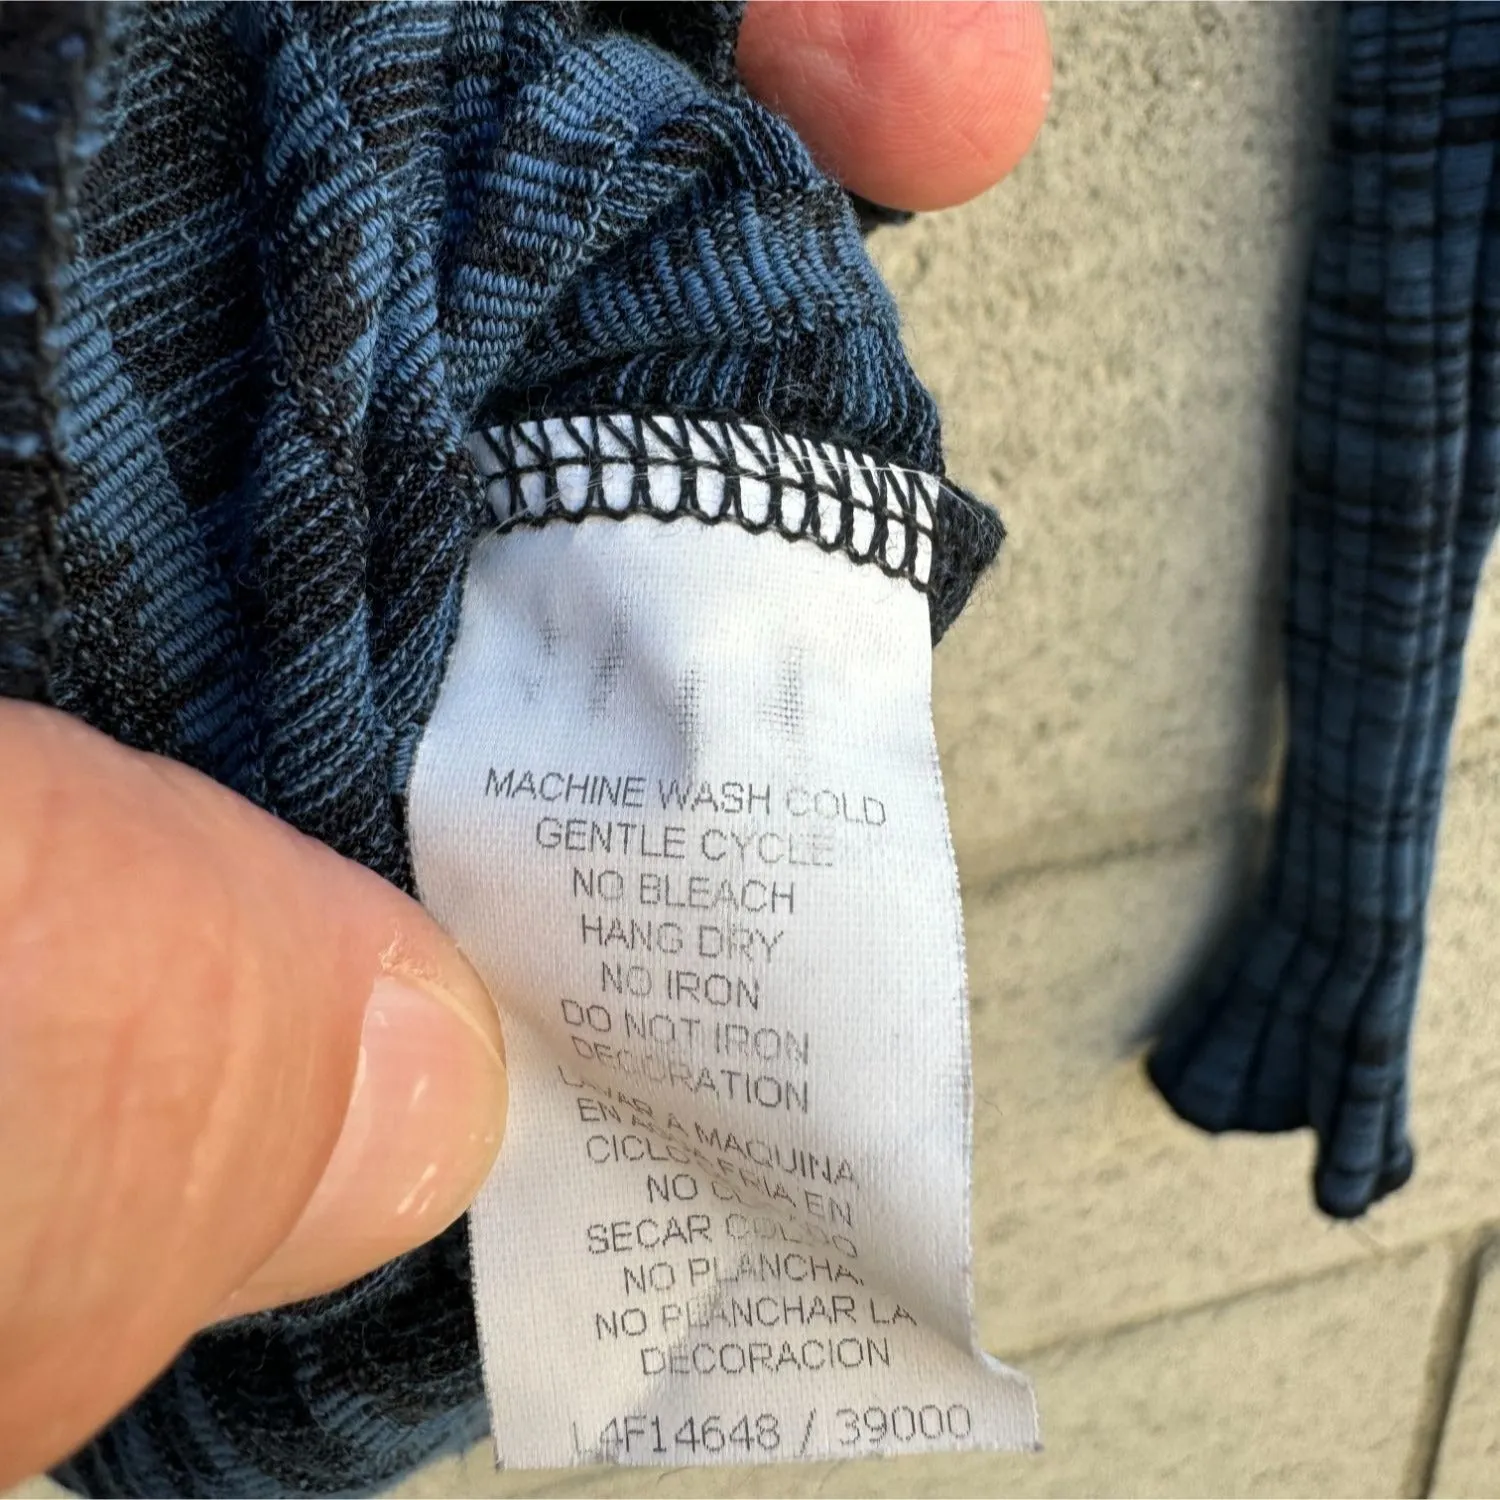 MACHINE WASH COLD
GENTLE CYCLE
NO BLEACH
HANG DRY
NO IRON
DO NOT IRON
DECORATION
LAVAR A MAQUINA
EN
CICLO
NO
SECAR
NO PLANCHA
NO PLANCHAR LA
DECORACION
L4F14648 / 39000